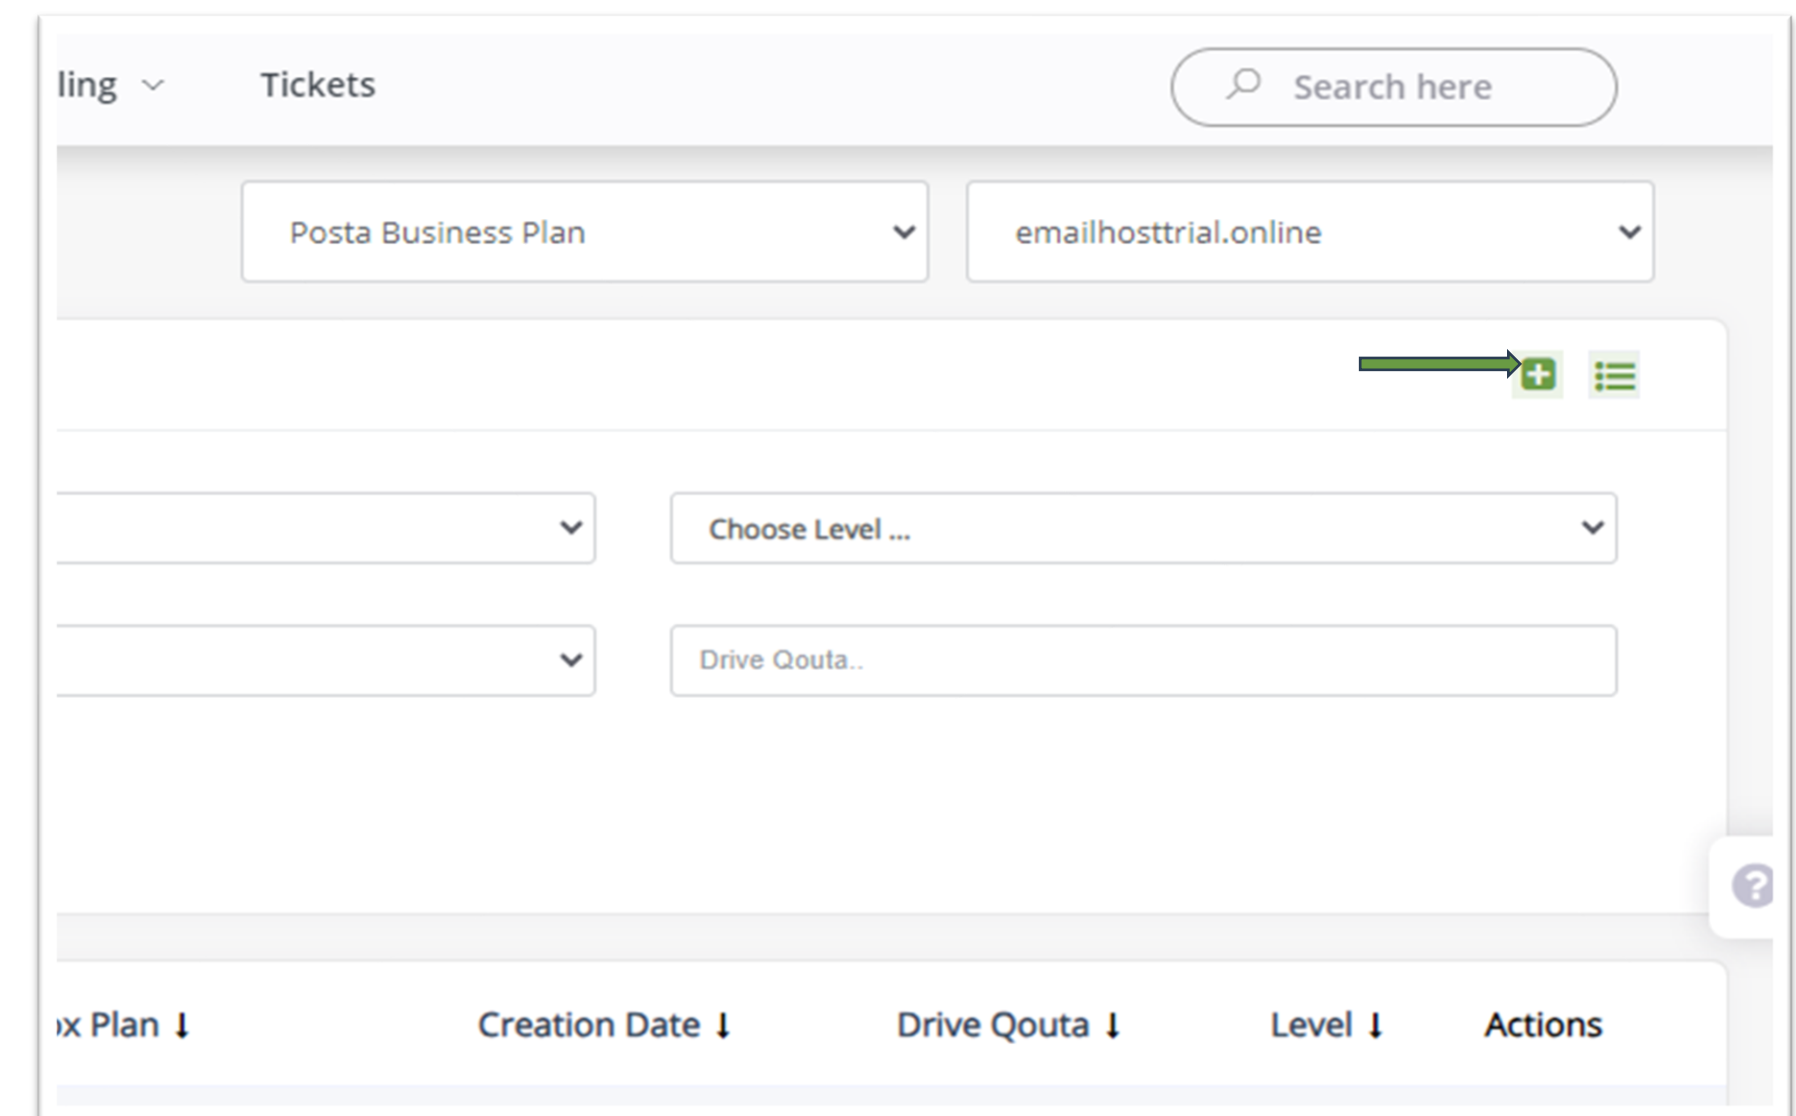 ling Tickets Search here
Posta Business Plan emailhosttrial.online
Choose Level ...
Drive Qouta..
?
ox Plan Creation Date Drive Qouta Level Actions